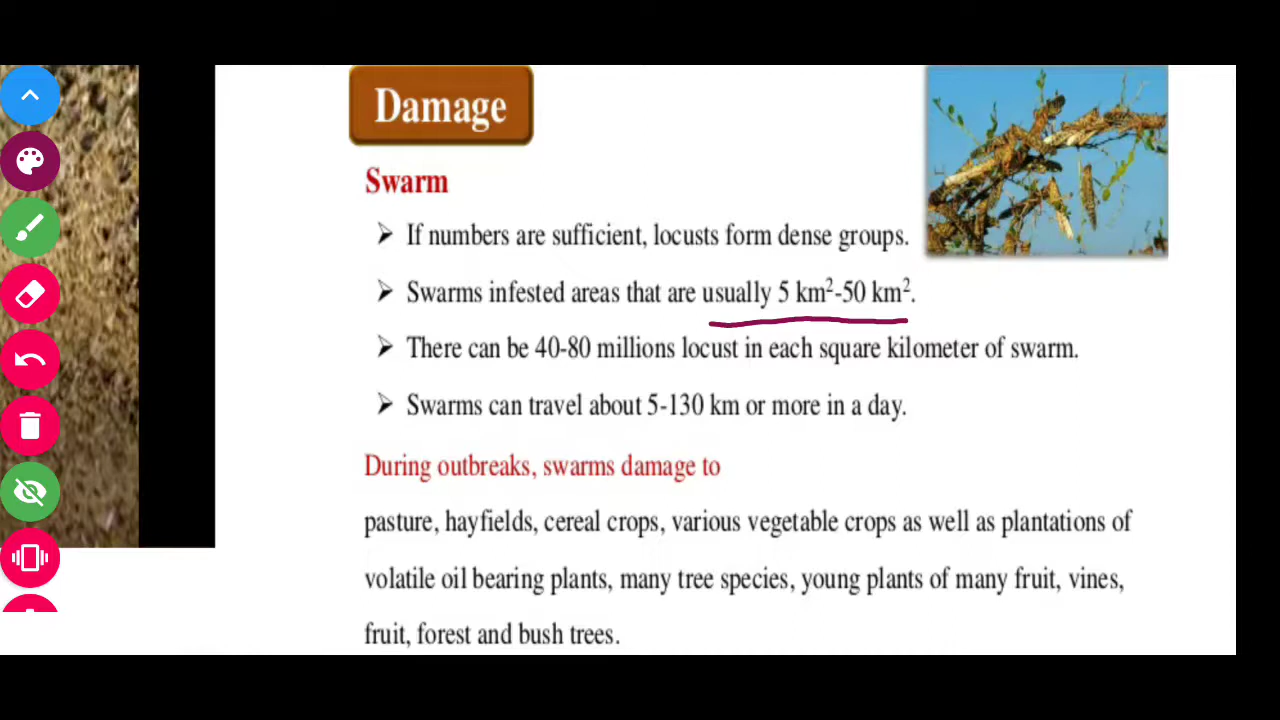 Damage
Swarm
➢ If numbers are sufficient, locusts form dense groups.
➢ Swarms infested areas that are usually 5 km²-50 km².
➢ There can be 40-80 millions locust in each square kilometer of swarm.
➢ Swarms can travel about 5-130 km or more in a day.
During outbreaks, swarms damage to
pasture, hayfields, cereal crops, various vegetable crops as well as plantations of
volatile oil bearing plants, many tree species, young plants of many fruit, vines,
fruit, forest and bush trees.